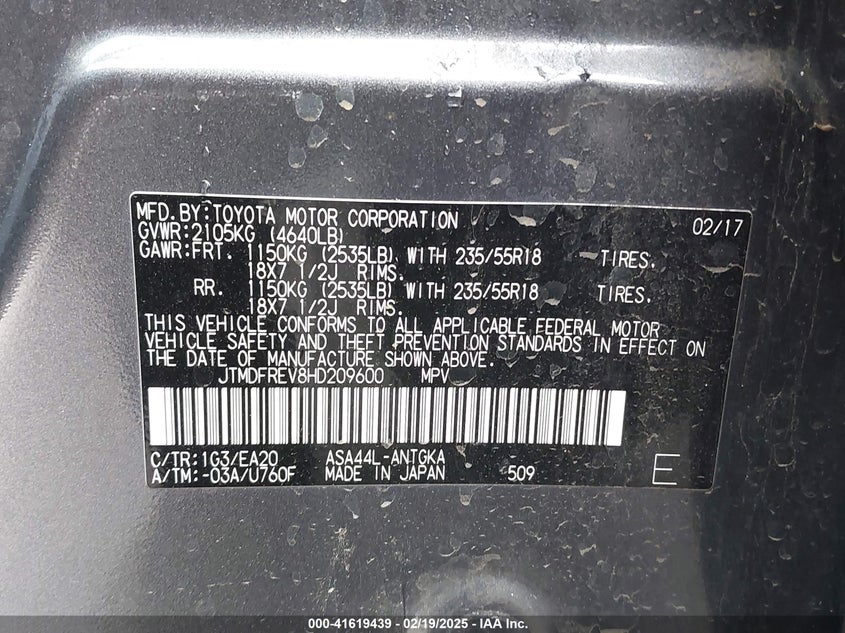 MFD.BY:TOYOTA MOTOR CORPORATION 02/17
GVWR:2105KG (4640LB)
GAWR:FRT. 1150KG (2535LB) WITH 235/55R18 TIRES.
18X7 1/2J RIMS.
RR. 1150KG (2535LB) WITH 235/55R18 TIRES.
18X7 1/2J RIMS.
THIS VEHICLE CONFORMS TO ALL APPLICABLE FEDERAL MOTOR
VEHICLE SAFETY AND THEFT PREVENTION STANDARDS IN EFFECT ON
THE DATE OF MANUFACTURE SHOWN ABOVE.
JTMDFREV8HD209600 MPV
C/TR:1G3/EA20 ASA44L-ANTGKA
A/TM:-03A/U760F MADE IN JAPAN 509 E
000-41619439 - 02/19/2025 - IAA Inc.